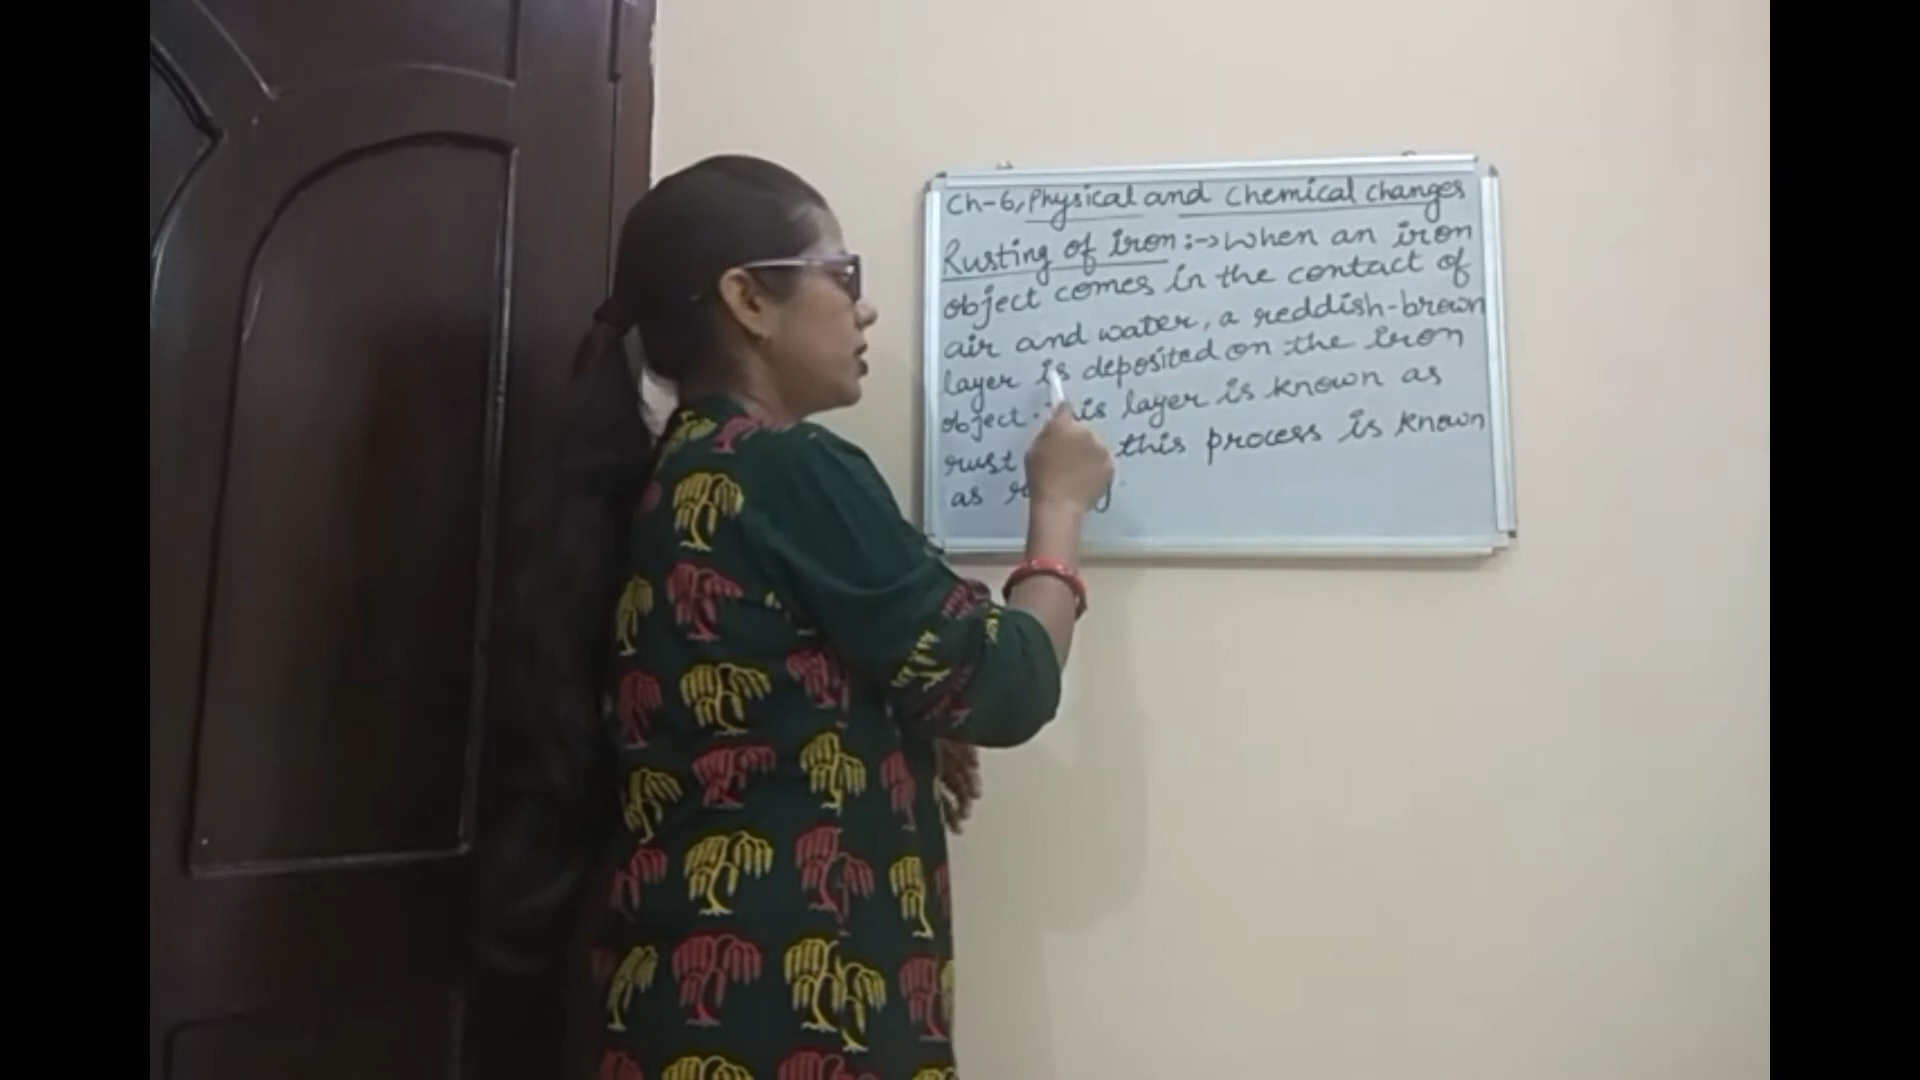 Ch-6, Physical and Chemical Changes
Rusting of iron :-> When an iron
object comes in the contact of
air and water, a reddish-brown
layer is deposited on the iron
object. layer is known as
rust this process is known
as